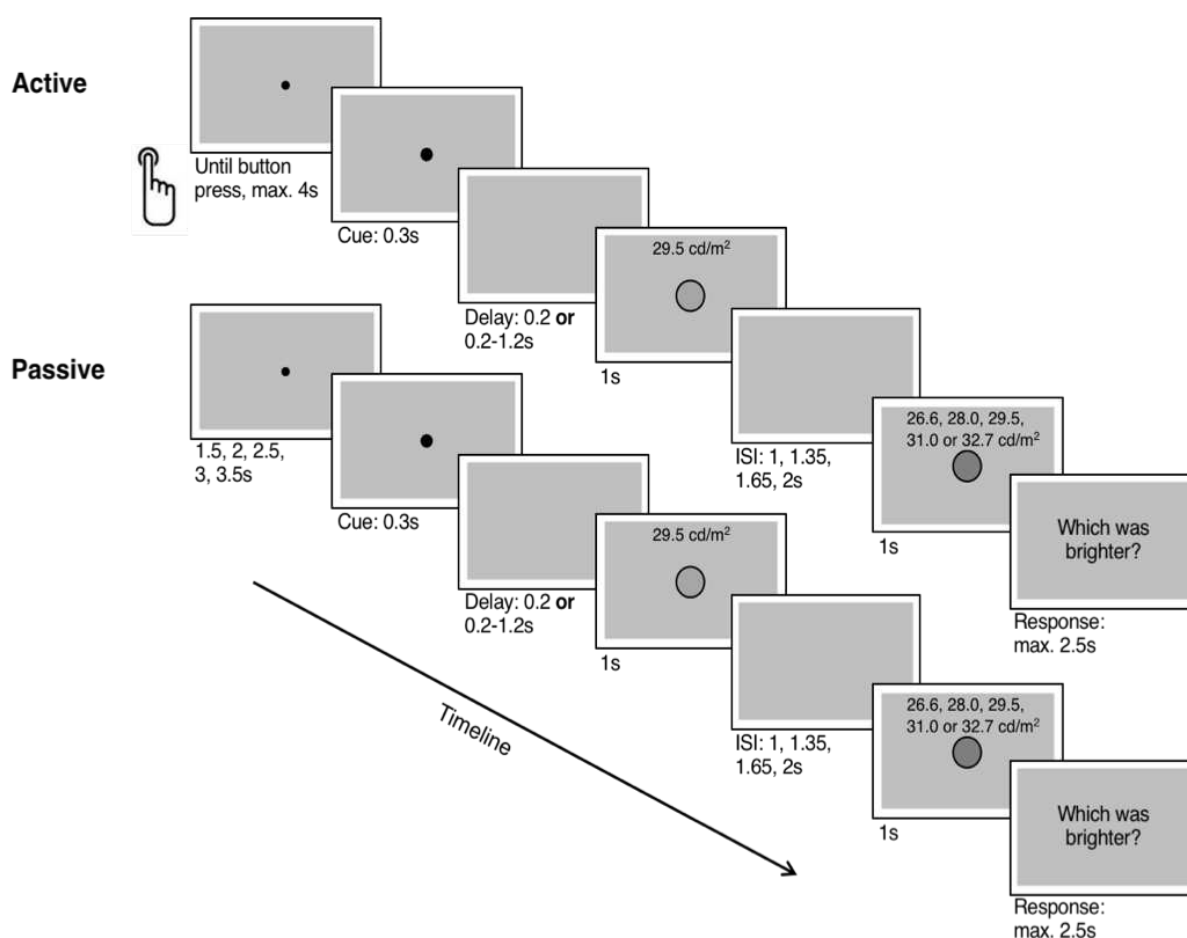 Active
Until button
press, max. 4s
Cue: 0.3s
Delay: 0.2 or
0.2-1.2s
29.5 cd/m²
1s
ISI: 1, 1.35,
1.65, 2s
26.6, 28.0, 29.5,
31.0 or 32.7 cd/m²
1s
Which was
brighter?
Response:
max. 2.5s
Passive
1.5, 2, 2.5,
3, 3.5s
Cue: 0.3s
Delay: 0.2 or
0.2-1.2s
29.5 cd/m²
1s
ISI: 1, 1.35,
1.65, 2s
26.6, 28.0, 29.5,
31.0 or 32.7 cd/m²
1s
Which was
brighter?
Response:
max. 2.5s
Timeline